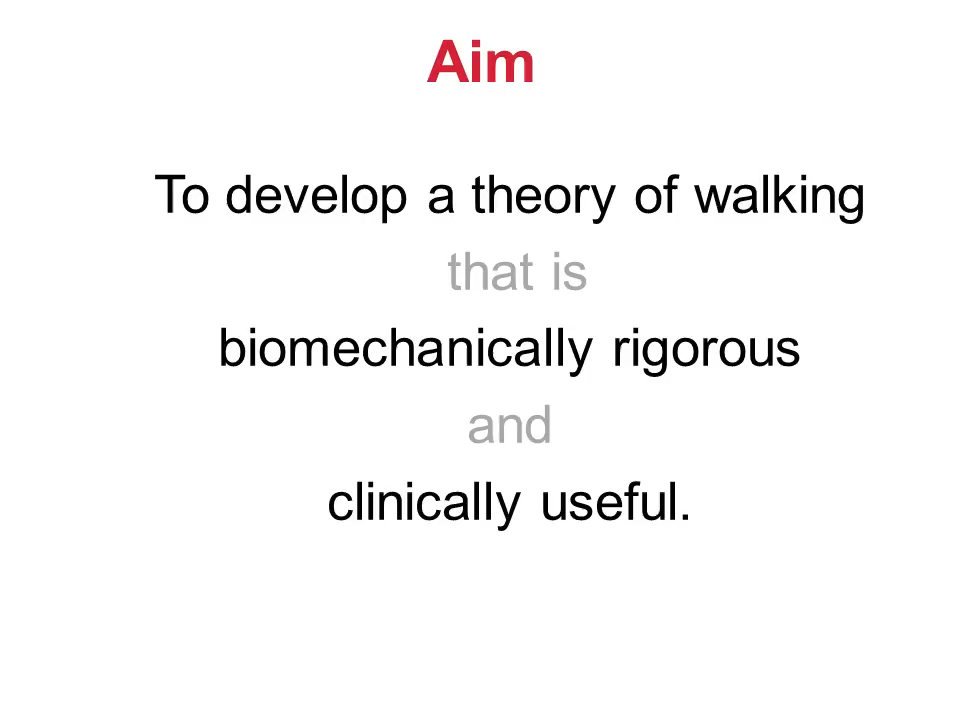 Aim
To develop a theory of walking
that is
biomechanically rigorous
and
clinically useful.